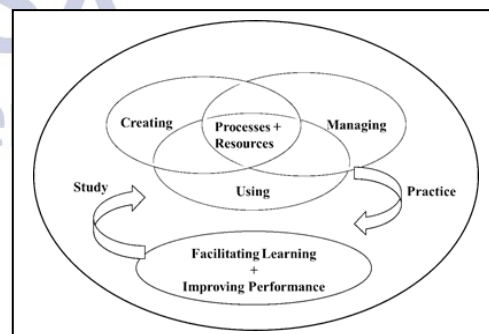 Creating
Processes +
Resources
Managing
Using
Study
Practice
Facilitating Learning
+
Improving Performance